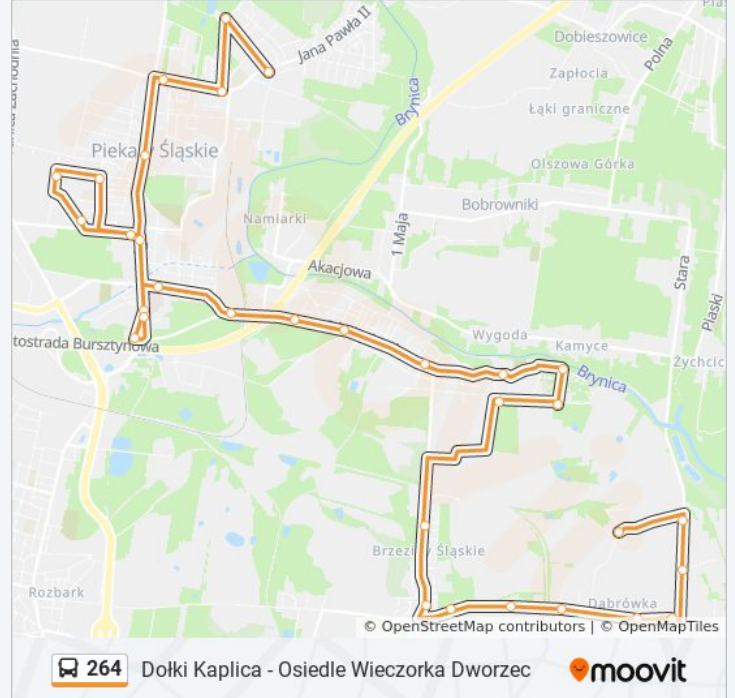 Dobieszowice
Polna
Jana Pawła II
Zapłocia
Brynica
Łąki graniczne
Piekary Śląskie
Olszowa Górka
Bobrowniki
Namiarki
1 Maja
Akacjowa
Stara
Piaski
Wygoda
Kamyce
tostrada Bursztynowa
Żychcic
Brynica
Brzeziny Śląskie
Rozbark
Dąbrówka
© OpenStreetMap contributors | © OpenMapTiles
264 Dołki Kaplica - Osiedle Wieczorka Dworzec moovit